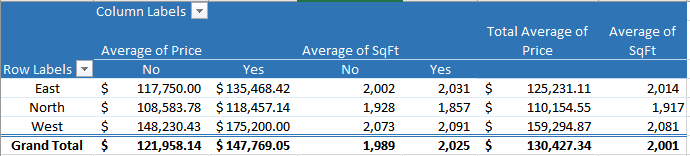 Column Labels
Total Average of Average of
Average of Price Average of SqFt Price SqFt
Row Labels No Yes No Yes
East $ 117,750.00 $ 135,468.42 2,002 2,031 $ 125,231.11 2,014
North $ 108,583.78 $ 118,457.14 1,928 1,857 $ 110,154.55 1,917
West $ 148,230.43 $ 175,200.00 2,073 2,091 $ 159,294.87 2,081
Grand Total $ 121,958.14 $ 147,769.05 1,989 2,025 $ 130,427.34 2,001